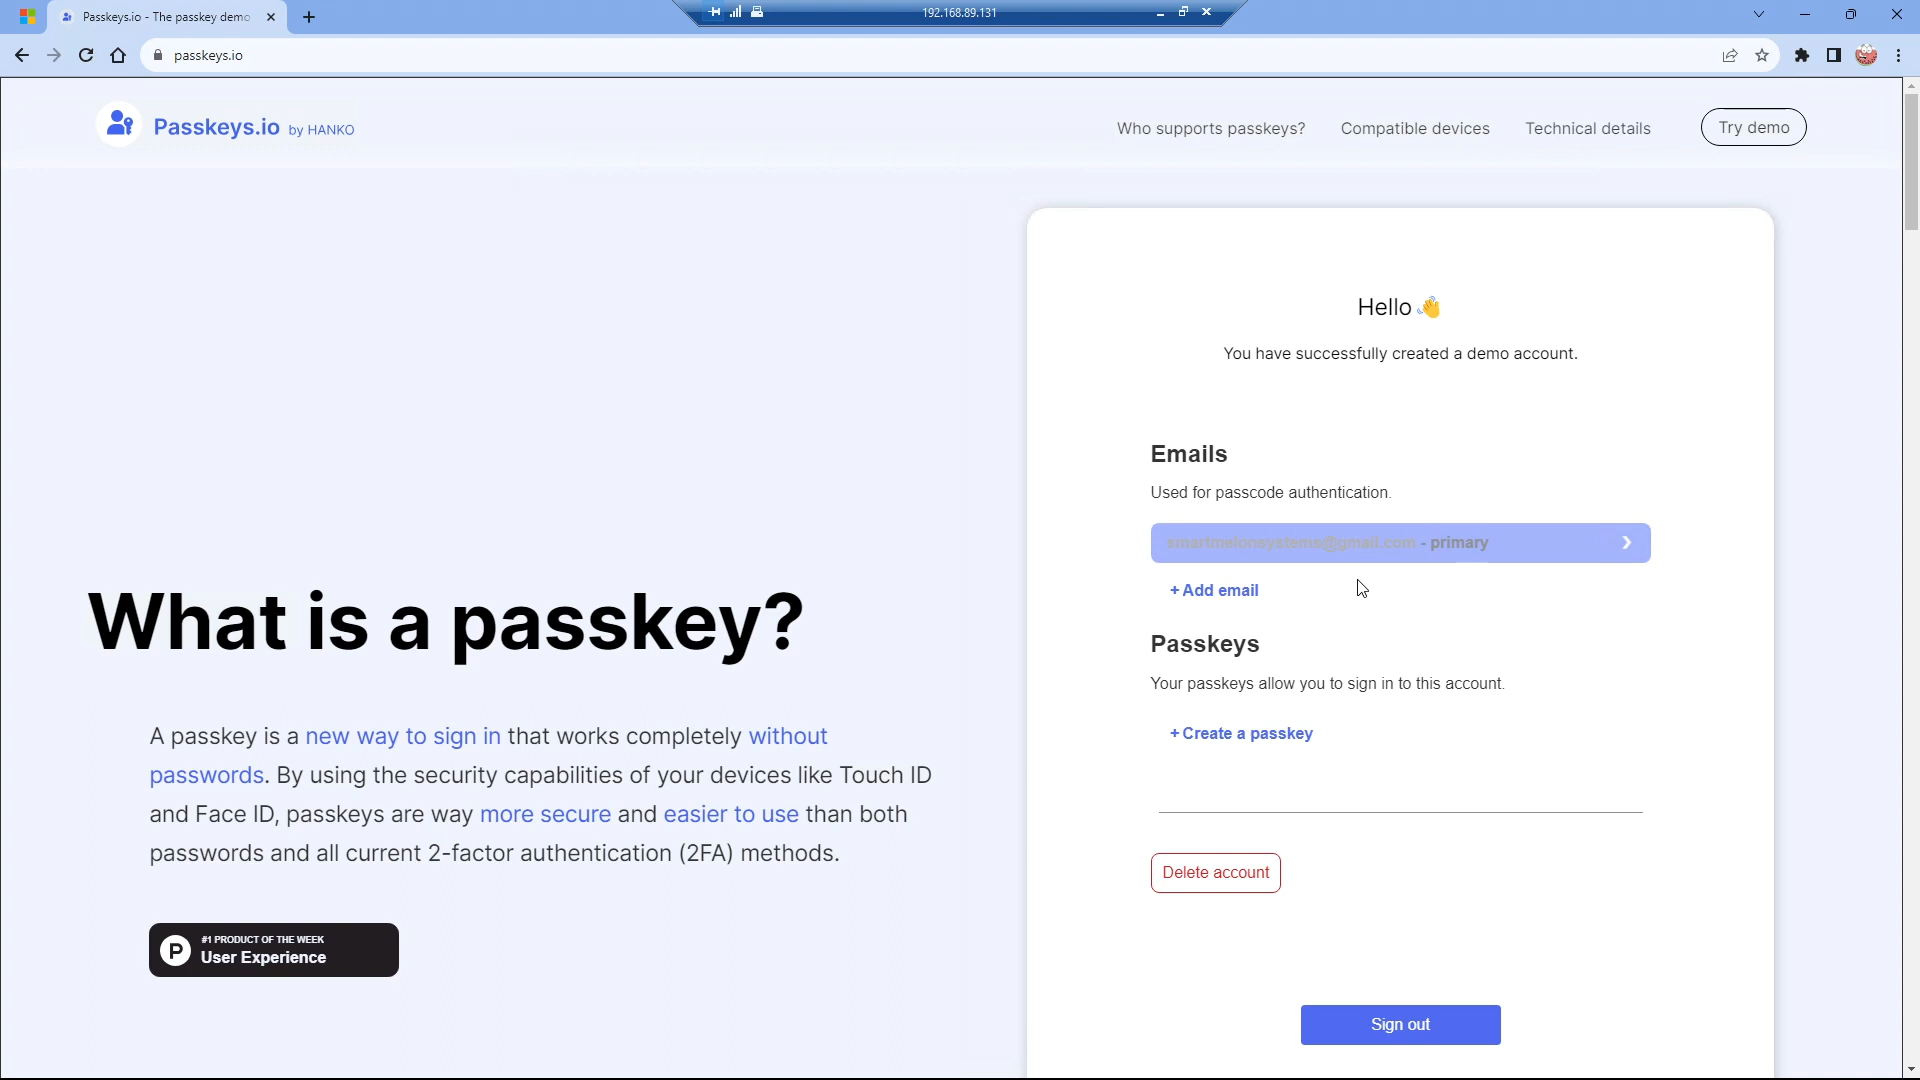 Passkeys.io - The passkey demo
192.168.89.131
passkeys.io
Passkeys.io by HANKO
Who supports passkeys?
Compatible devices
Technical details
Try demo
What is a passkey?
A passkey is a new way to sign in that works completely without
passwords. By using the security capabilities of your devices like Touch ID
and Face ID, passkeys are way more secure and easier to use than both
passwords and all current 2-factor authentication (2FA) methods.
P
#1 PRODUCT OF THE WEEK
User Experience
Hello 👋
You have successfully created a demo account.
Emails
Used for passcode authentication.
smartmelonsystems@gmail.com - primary
+ Add email
Passkeys
Your passkeys allow you to sign in to this account.
+ Create a passkey
Delete account
Sign out